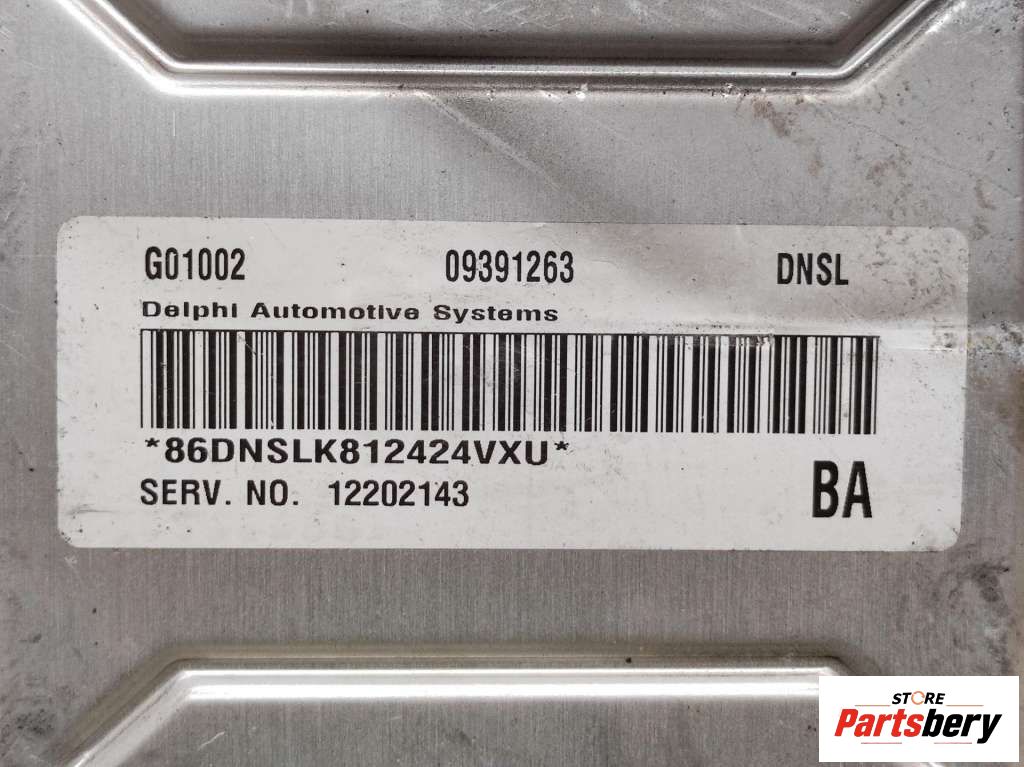 G01002 09391263 DNSL
Delphi Automotive Systems
*86DNSLK812424VXU*
SERV. NO. 12202143 BA
STORE
Partsbery